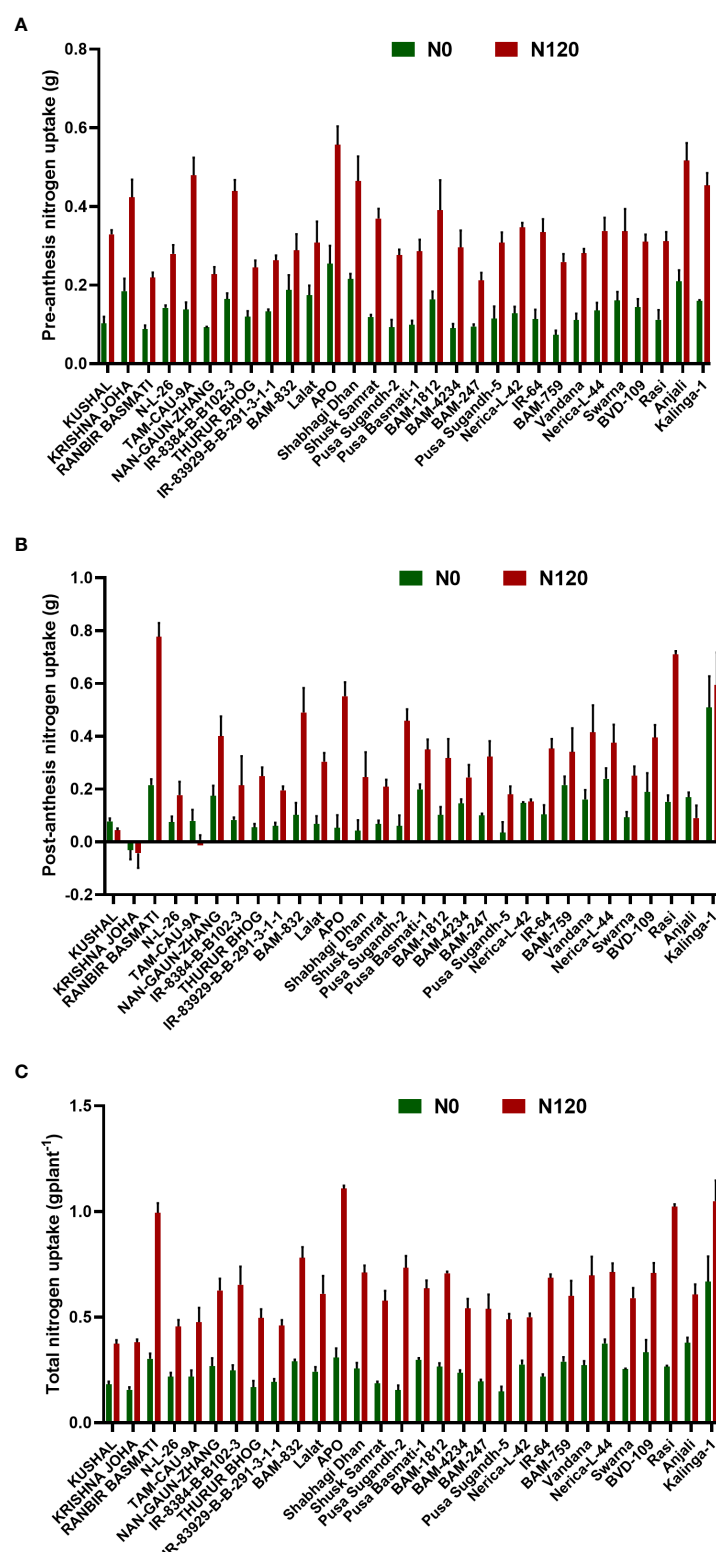 A
N0
N120
Pre-anthesis nitrogen uptake (g)
0.8
0.6
0.4
0.2
0.0
KUSHAL
KRISHNA JOHA
RANBIR BASMATI
N-L-26
TAM-CAU-9A
NAN-GAUN-ZHANG
IR-8384-B-B102-3
THURUR BHOG
IR-83929-B-B-291-3-1-1
BAM-832
Lalat
APO
Shabhagi Dhan
Shusk Samrat
Pusa Sugandh-2
Pusa Basmati-1
BAM-1812
BAM-4234
BAM-247
Pusa Sugandh-5
Nerica-L-42
IR-64
BAM-759
Vandana
Nerica-L-44
Swarna
BVD-109
Rasi
Anjali
Kalinga-1
B
N0
N120
Post-anthesis nitrogen uptake (g)
1.0
0.8
0.6
0.4
0.2
0.0
-0.2
KUSHAL
KRISHNA JOHA
RANBIR BASMATI
N-L-26
TAM-CAU-9A
NAN-GAUN-ZHANG
IR-8384-B-B102-3
THURUR BHOG
IR-83929-B-B-291-3-1-1
BAM-832
Lalat
APO
Shabhagi Dhan
Shusk Samrat
Pusa Sugandh-2
Pusa Basmati-1
BAM-1812
BAM-4234
BAM-247
Pusa Sugandh-5
Nerica-L-42
IR-64
BAM-759
Vandana
Nerica-L-44
Swarna
BVD-109
Rasi
Anjali
Kalinga-1
C
N0
N120
Total nitrogen uptake (gplant⁻¹)
1.5
1.0
0.5
0.0
KUSHAL
KRISHNA JOHA
RANBIR BASMATI
N-L-26
TAM-CAU-9A
NAN-GAUN-ZHANG
IR-8384-B-B102-3
THURUR BHOG
IR-83929-B-B-291-3-1-1
BAM-832
Lalat
APO
Shabhagi Dhan
Shusk Samrat
Pusa Sugandh-2
Pusa Basmati-1
BAM-1812
BAM-4234
BAM-247
Pusa Sugandh-5
Nerica-L-42
IR-64
BAM-759
Vandana
Nerica-L-44
Swarna
BVD-109
Rasi
Anjali
Kalinga-1